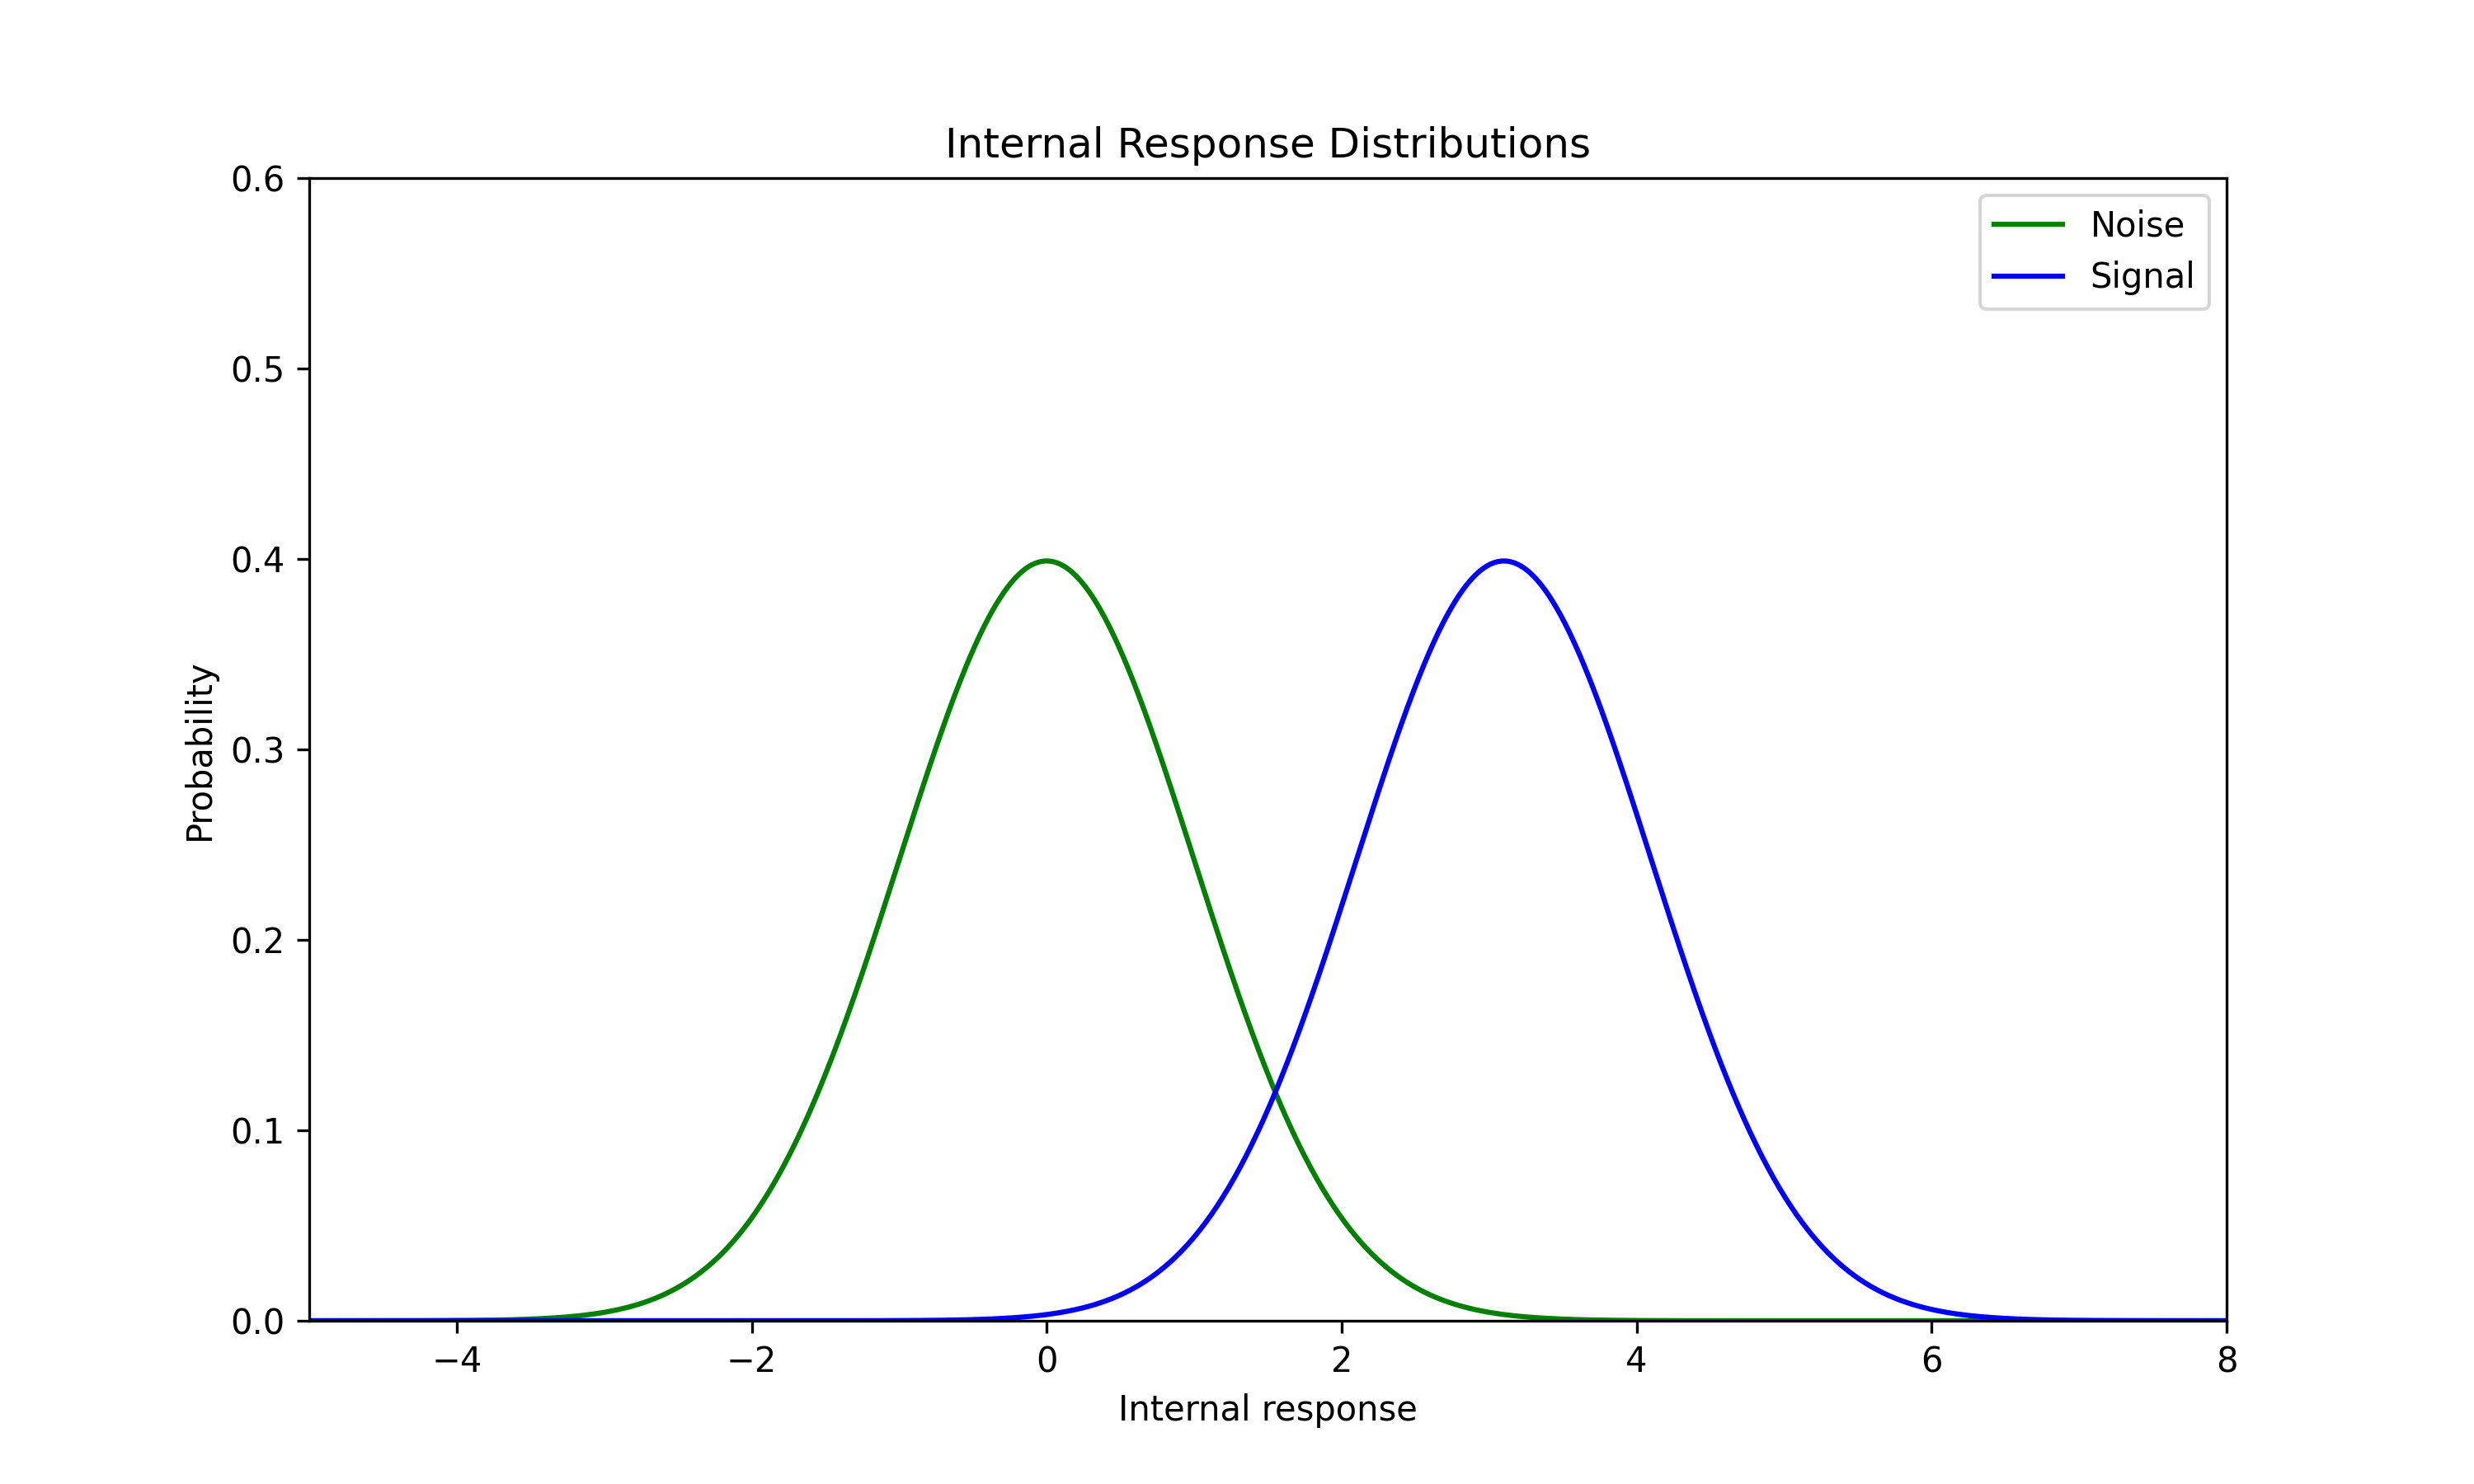 Internal Response Distributions
0.6
0.5
0.4
0.3
0.2
0.1
0.0
Probability
Noise
Signal
−4 −2 0 2 4 6 8
Internal response